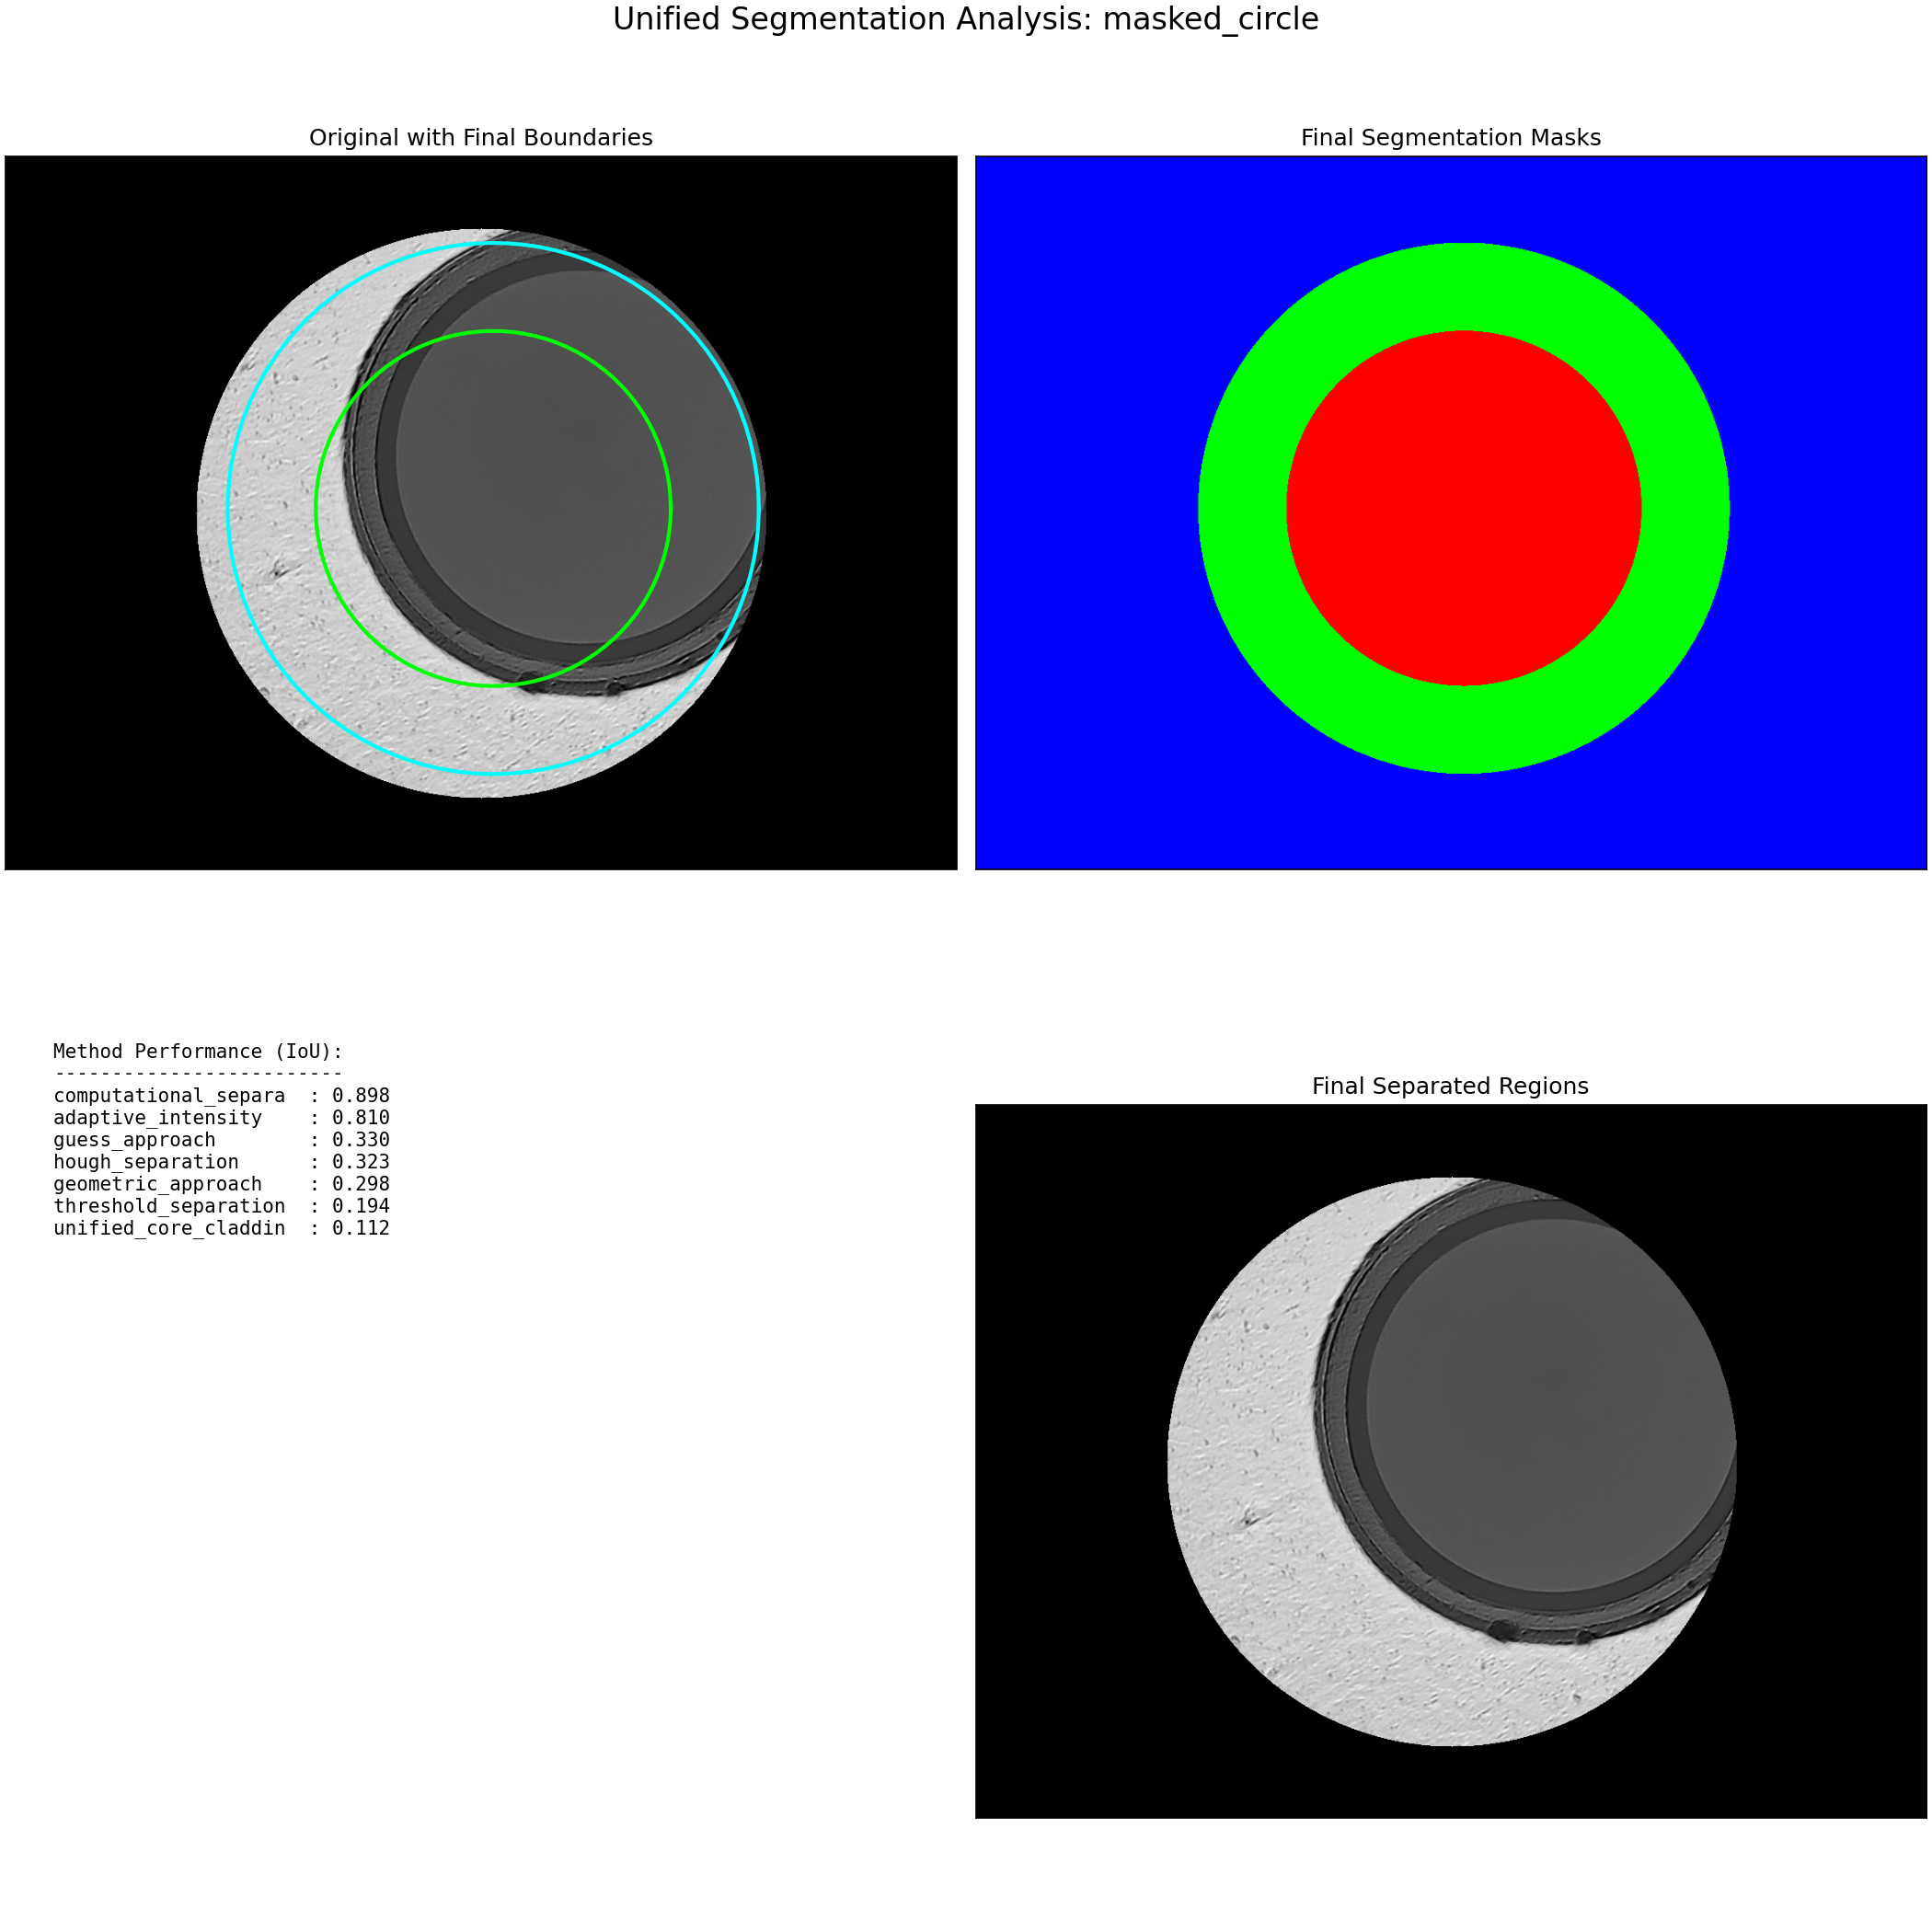 Unified Segmentation Analysis: masked_circle
Original with Final Boundaries
Final Segmentation Masks
Method Performance (IoU):
-------------------------
computational_separa  : 0.898
adaptive_intensity    : 0.810
guess_approach        : 0.330
hough_separation      : 0.323
geometric_approach    : 0.298
threshold_separation  : 0.194
unified_core_claddin  : 0.112
Final Separated Regions